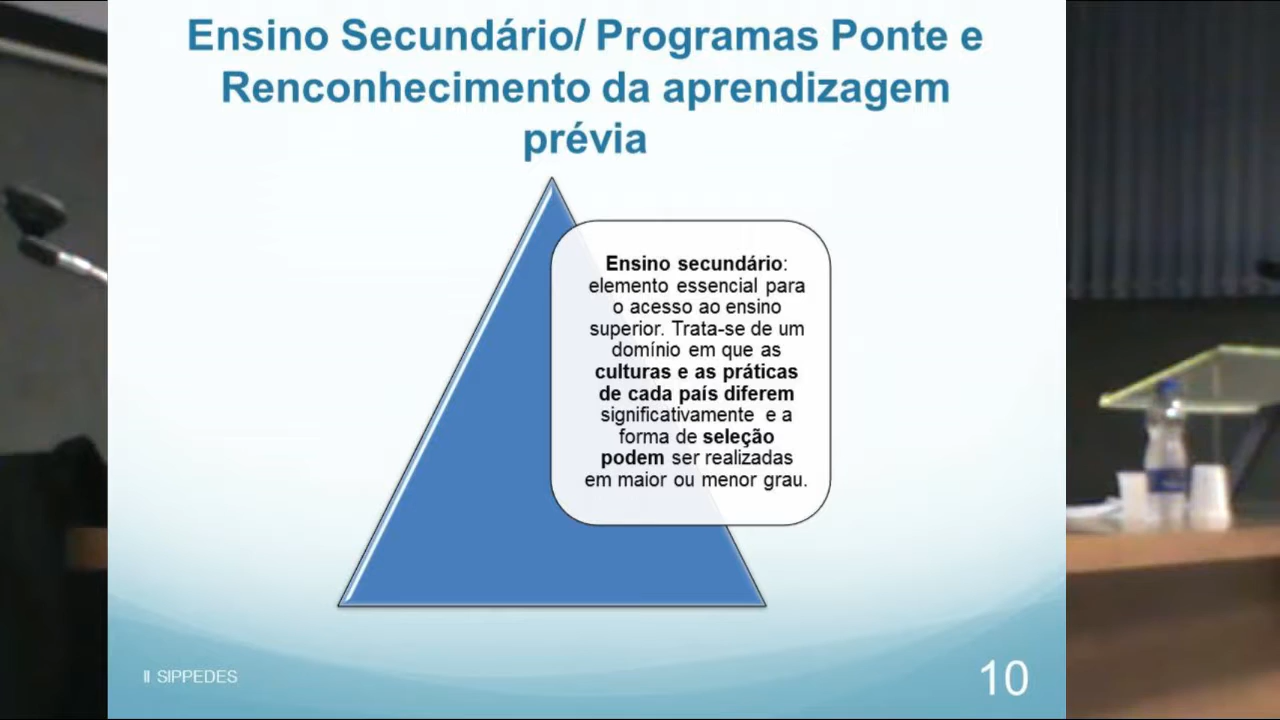 Ensino Secundário/ Programas Ponte e
Renconhecimento da aprendizagem
prévia
Ensino secundário:
elemento essencial para
o acesso ao ensino
superior. Trata-se de um
domínio em que as
culturas e as práticas
de cada país diferem
significativamente e a
forma de seleção
podem ser realizadas
em maior ou menor grau.
II SIPPEDES
10